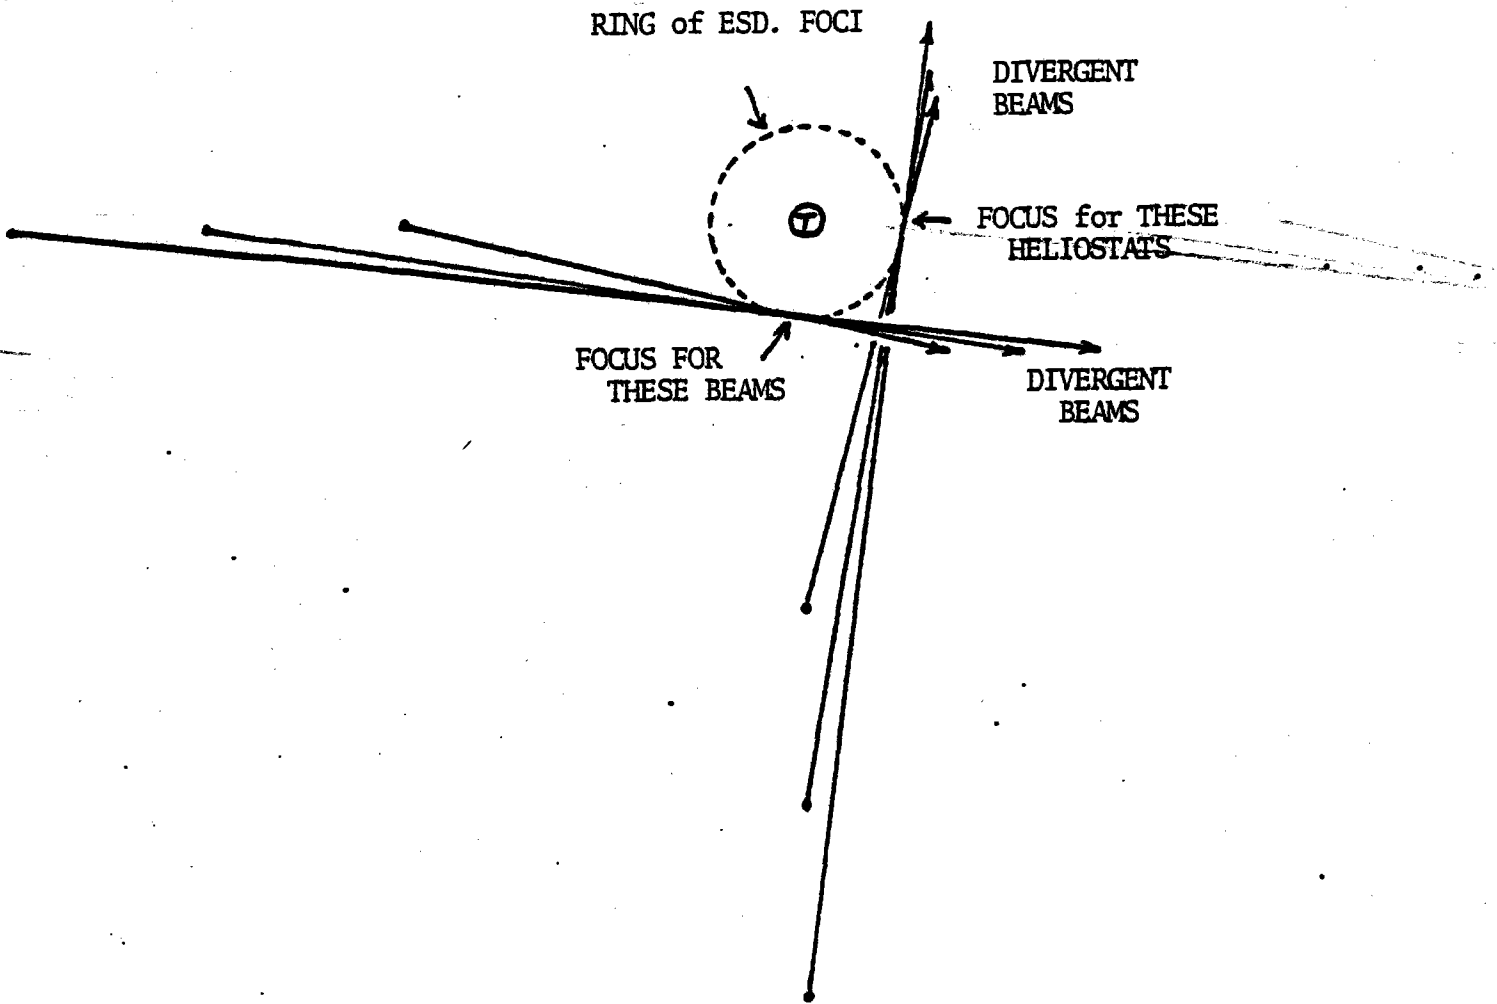 RING of ESD. FOCI
DIVERGENT
BEAMS
T
FOCUS for THESE
HELIOSTATS
FOCUS FOR
THESE BEAMS
DIVERGENT
BEAMS